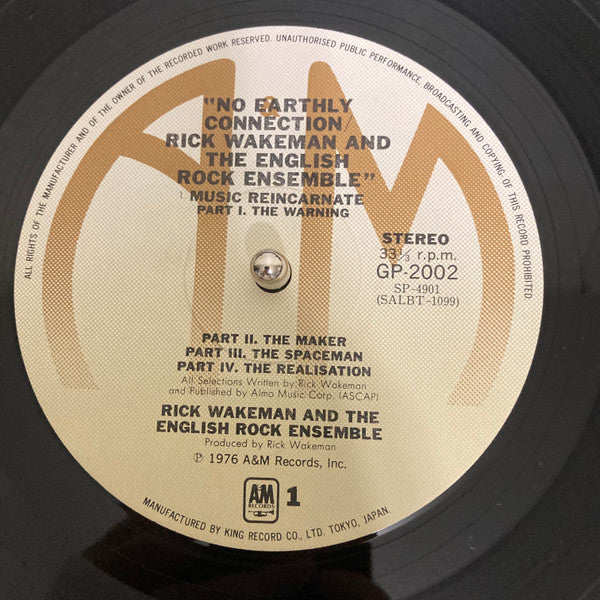 ALL RIGHTS OF THE MANUFACTURER AND OF THE OWNER OF THE RECORDED WORK RESERVED. UNAUTHORISED PUBLIC PERFORMANCE, BROADCASTING AND COPYING OF THIS RECORD PROHIBITED.
A&M
"NO EARTHLY
CONNECTION/
RICK WAKEMAN AND
THE ENGLISH
ROCK ENSEMBLE"
1. MUSIC REINCARNATE
PART I. THE WARNING
STEREO
33⅓ r.p.m.
GP-2002
SP-4901
(SALBT-1099)
PART II. THE MAKER
PART III. THE SPACEMAN
PART IV. THE REALISATION
All Selections Written by Rick Wakeman
and Published by Almo Music Corp. (ASCAP)
RICK WAKEMAN AND THE
ENGLISH ROCK ENSEMBLE
Produced by Rick Wakeman
℗ 1976 A&M Records, Inc.
A&M
RECORDS
1
MANUFACTURED BY KING RECORD CO., LTD. TOKYO, JAPAN.